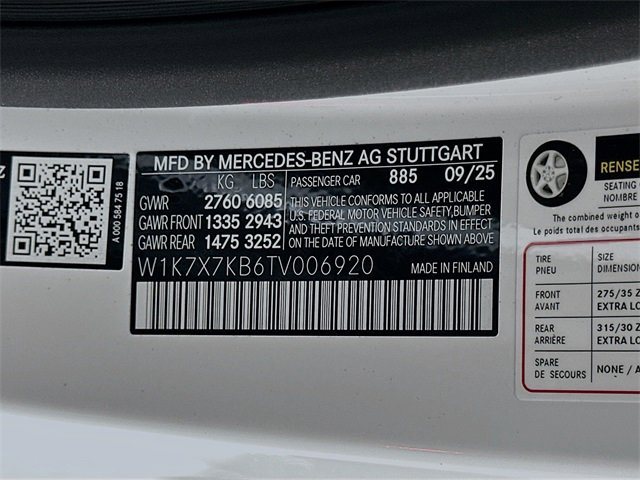 A 000 584 75 18
MFD BY MERCEDES-BENZ AG STUTTGART
KG LBS
GVWR 2760 6085
GAWR FRONT 1335 2943
GAWR REAR 1475 3252
PASSENGER CAR 885 09/25
THIS VEHICLE CONFORMS TO ALL APPLICABLE
U.S. FEDERAL MOTOR VEHICLE SAFETY, BUMPER
AND THEFT PREVENTION STANDARDS IN EFFECT
ON THE DATE OF MANUFACTURE SHOWN ABOVE
W1K7X7KB6TV006920 MADE IN FINLAND
RENSE
SEATING
NOMBRE
The combined weight
Le poids total des occupants
TIRE SIZE
PNEU DIMENSION
FRONT 275/35 Z
AVANT EXTRA LO
REAR 315/30 Z
ARRIÈRE EXTRA LO
SPARE NONE / A
DE SECOURS